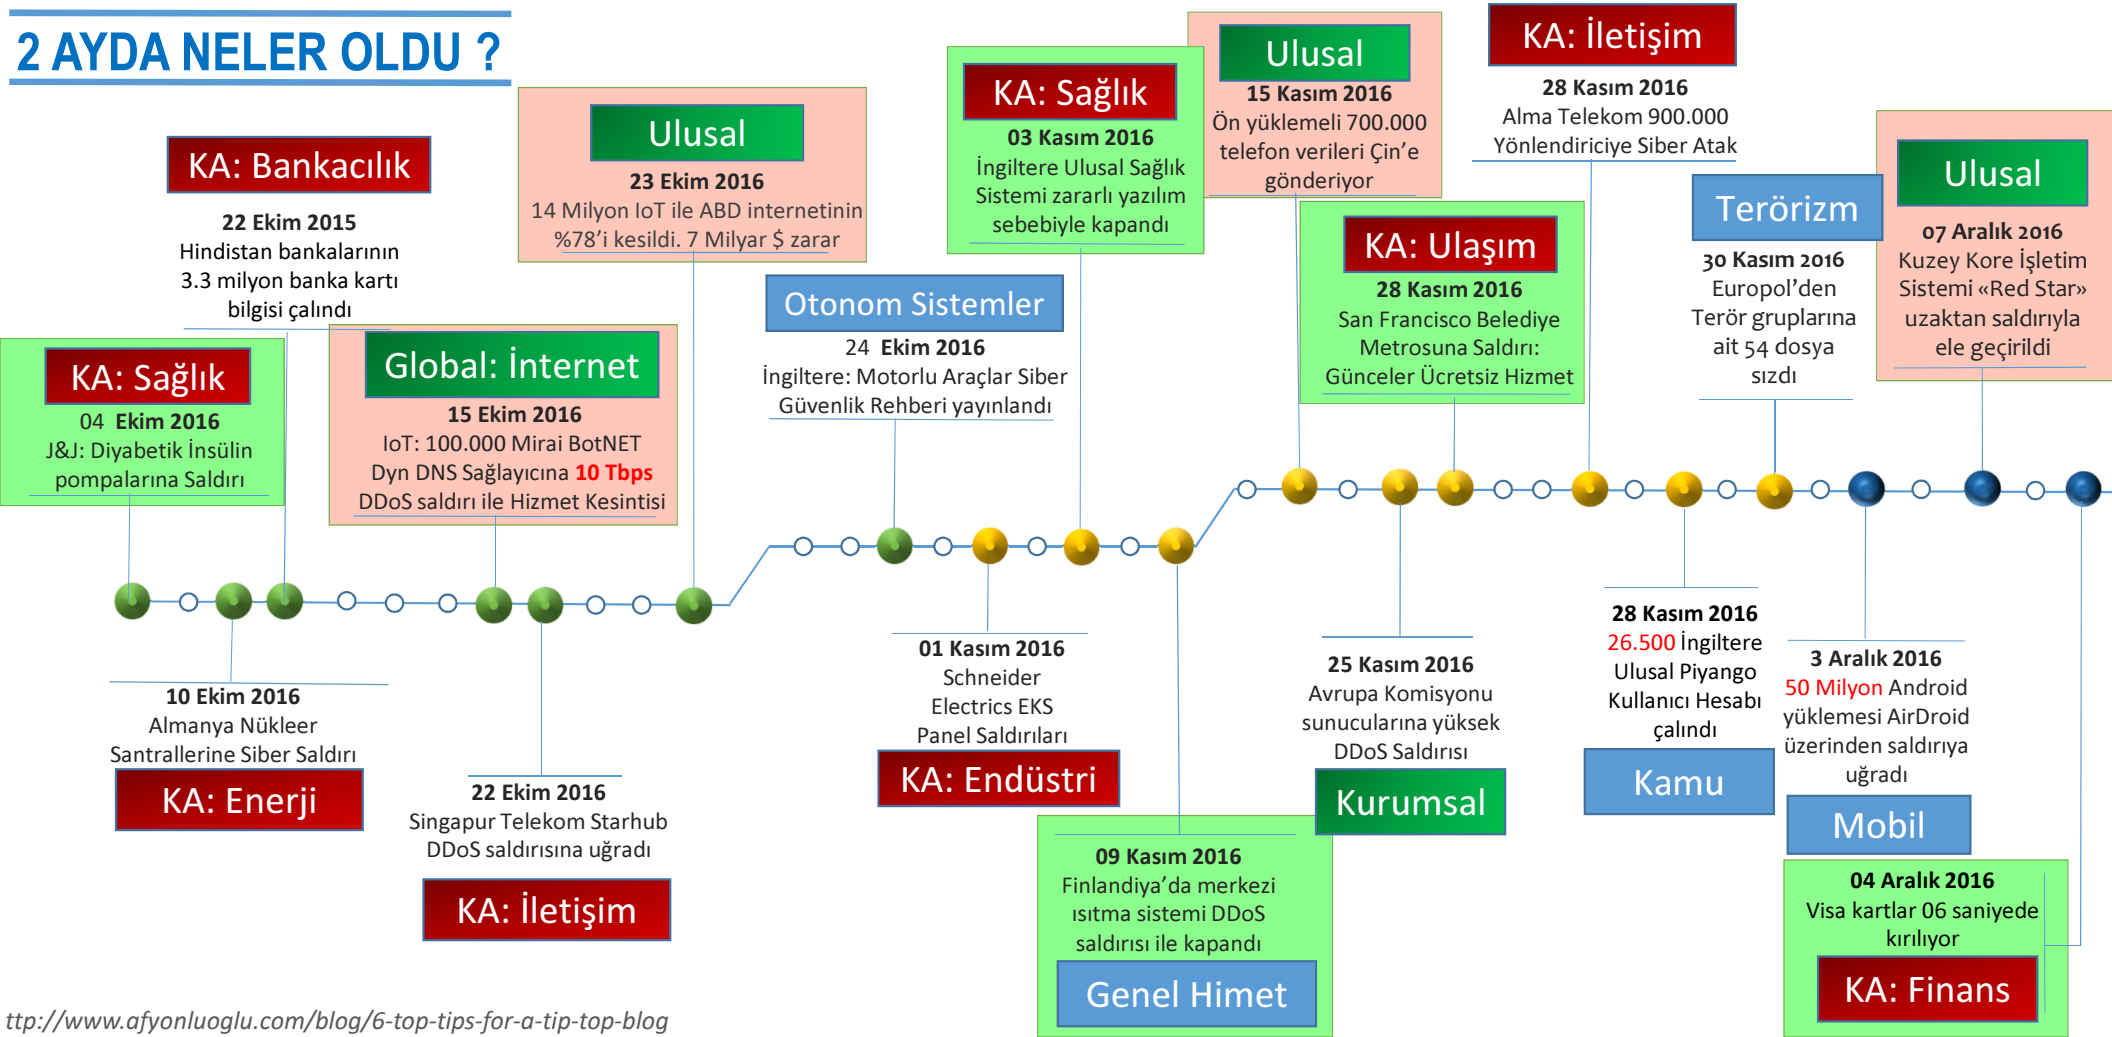 2 AYDA NELER OLDU ?
KA: Bankacılık
22 Ekim 2015
Hindistan bankalarının
3.3 milyon banka kartı
bilgisi çalındı
KA: Sağlık
04 Ekim 2016
J&J: Diyabetik İnsülin
pompalarına Saldırı
10 Ekim 2016
Almanya Nükleer
Santrallerine Siber Saldırı
KA: Enerji
Global: İnternet
15 Ekim 2016
IoT: 100.000 Mirai BotNET
Dyn DNS Sağlayıcına 10 Tbps
DDoS saldırı ile Hizmet Kesintisi
22 Ekim 2016
Singapur Telekom Starhub
DDoS saldırısına uğradı
KA: İletişim
Ulusal
23 Ekim 2016
14 Milyon IoT ile ABD internetinin
%78’i kesildi. 7 Milyar $ zarar
Otonom Sistemler
24 Ekim 2016
İngiltere: Motorlu Araçlar Siber
Güvenlik Rehberi yayınlandı
01 Kasım 2016
Schneider
Electrics EKS
Panel Saldırıları
KA: Endüstri
KA: Sağlık
03 Kasım 2016
İngiltere Ulusal Sağlık
Sistemi zararlı yazılım
sebebiyle kapandı
09 Kasım 2016
Finlandiya’da merkezi
ısıtma sistemi DDoS
saldırısı ile kapandı
Genel Himet
Ulusal
15 Kasım 2016
Ön yüklemeli 700.000
telefon verileri Çin’e
gönderiyor
25 Kasım 2016
Avrupa Komisyonu
sunucularına yüksek
DDoS Saldırısı
Kurumsal
KA: Ulaşım
28 Kasım 2016
San Francisco Belediye
Metrosuna Saldırı:
Günceler Ücretsiz Hizmet
KA: İletişim
28 Kasım 2016
Alma Telekom 900.000
Yönlendiriciye Siber Atak
28 Kasım 2016
26.500 İngiltere
Ulusal Piyango
Kullanıcı Hesabı
çalındı
Kamu
Terörizm
30 Kasım 2016
Europol’den
Terör gruplarına
ait 54 dosya
sızdı
3 Aralık 2016
50 Milyon Android
yüklemesi AirDroid
üzerinden saldırıya
uğradı
Mobil
Ulusal
07 Aralık 2016
Kuzey Kore İşletim
Sistemi «Red Star»
uzaktan saldırıyla
ele geçirildi
04 Aralık 2016
Visa kartlar 06 saniyede
kırılıyor
KA: Finans
ttp://www.afyonluoglu.com/blog/6-top-tips-for-a-tip-top-blog